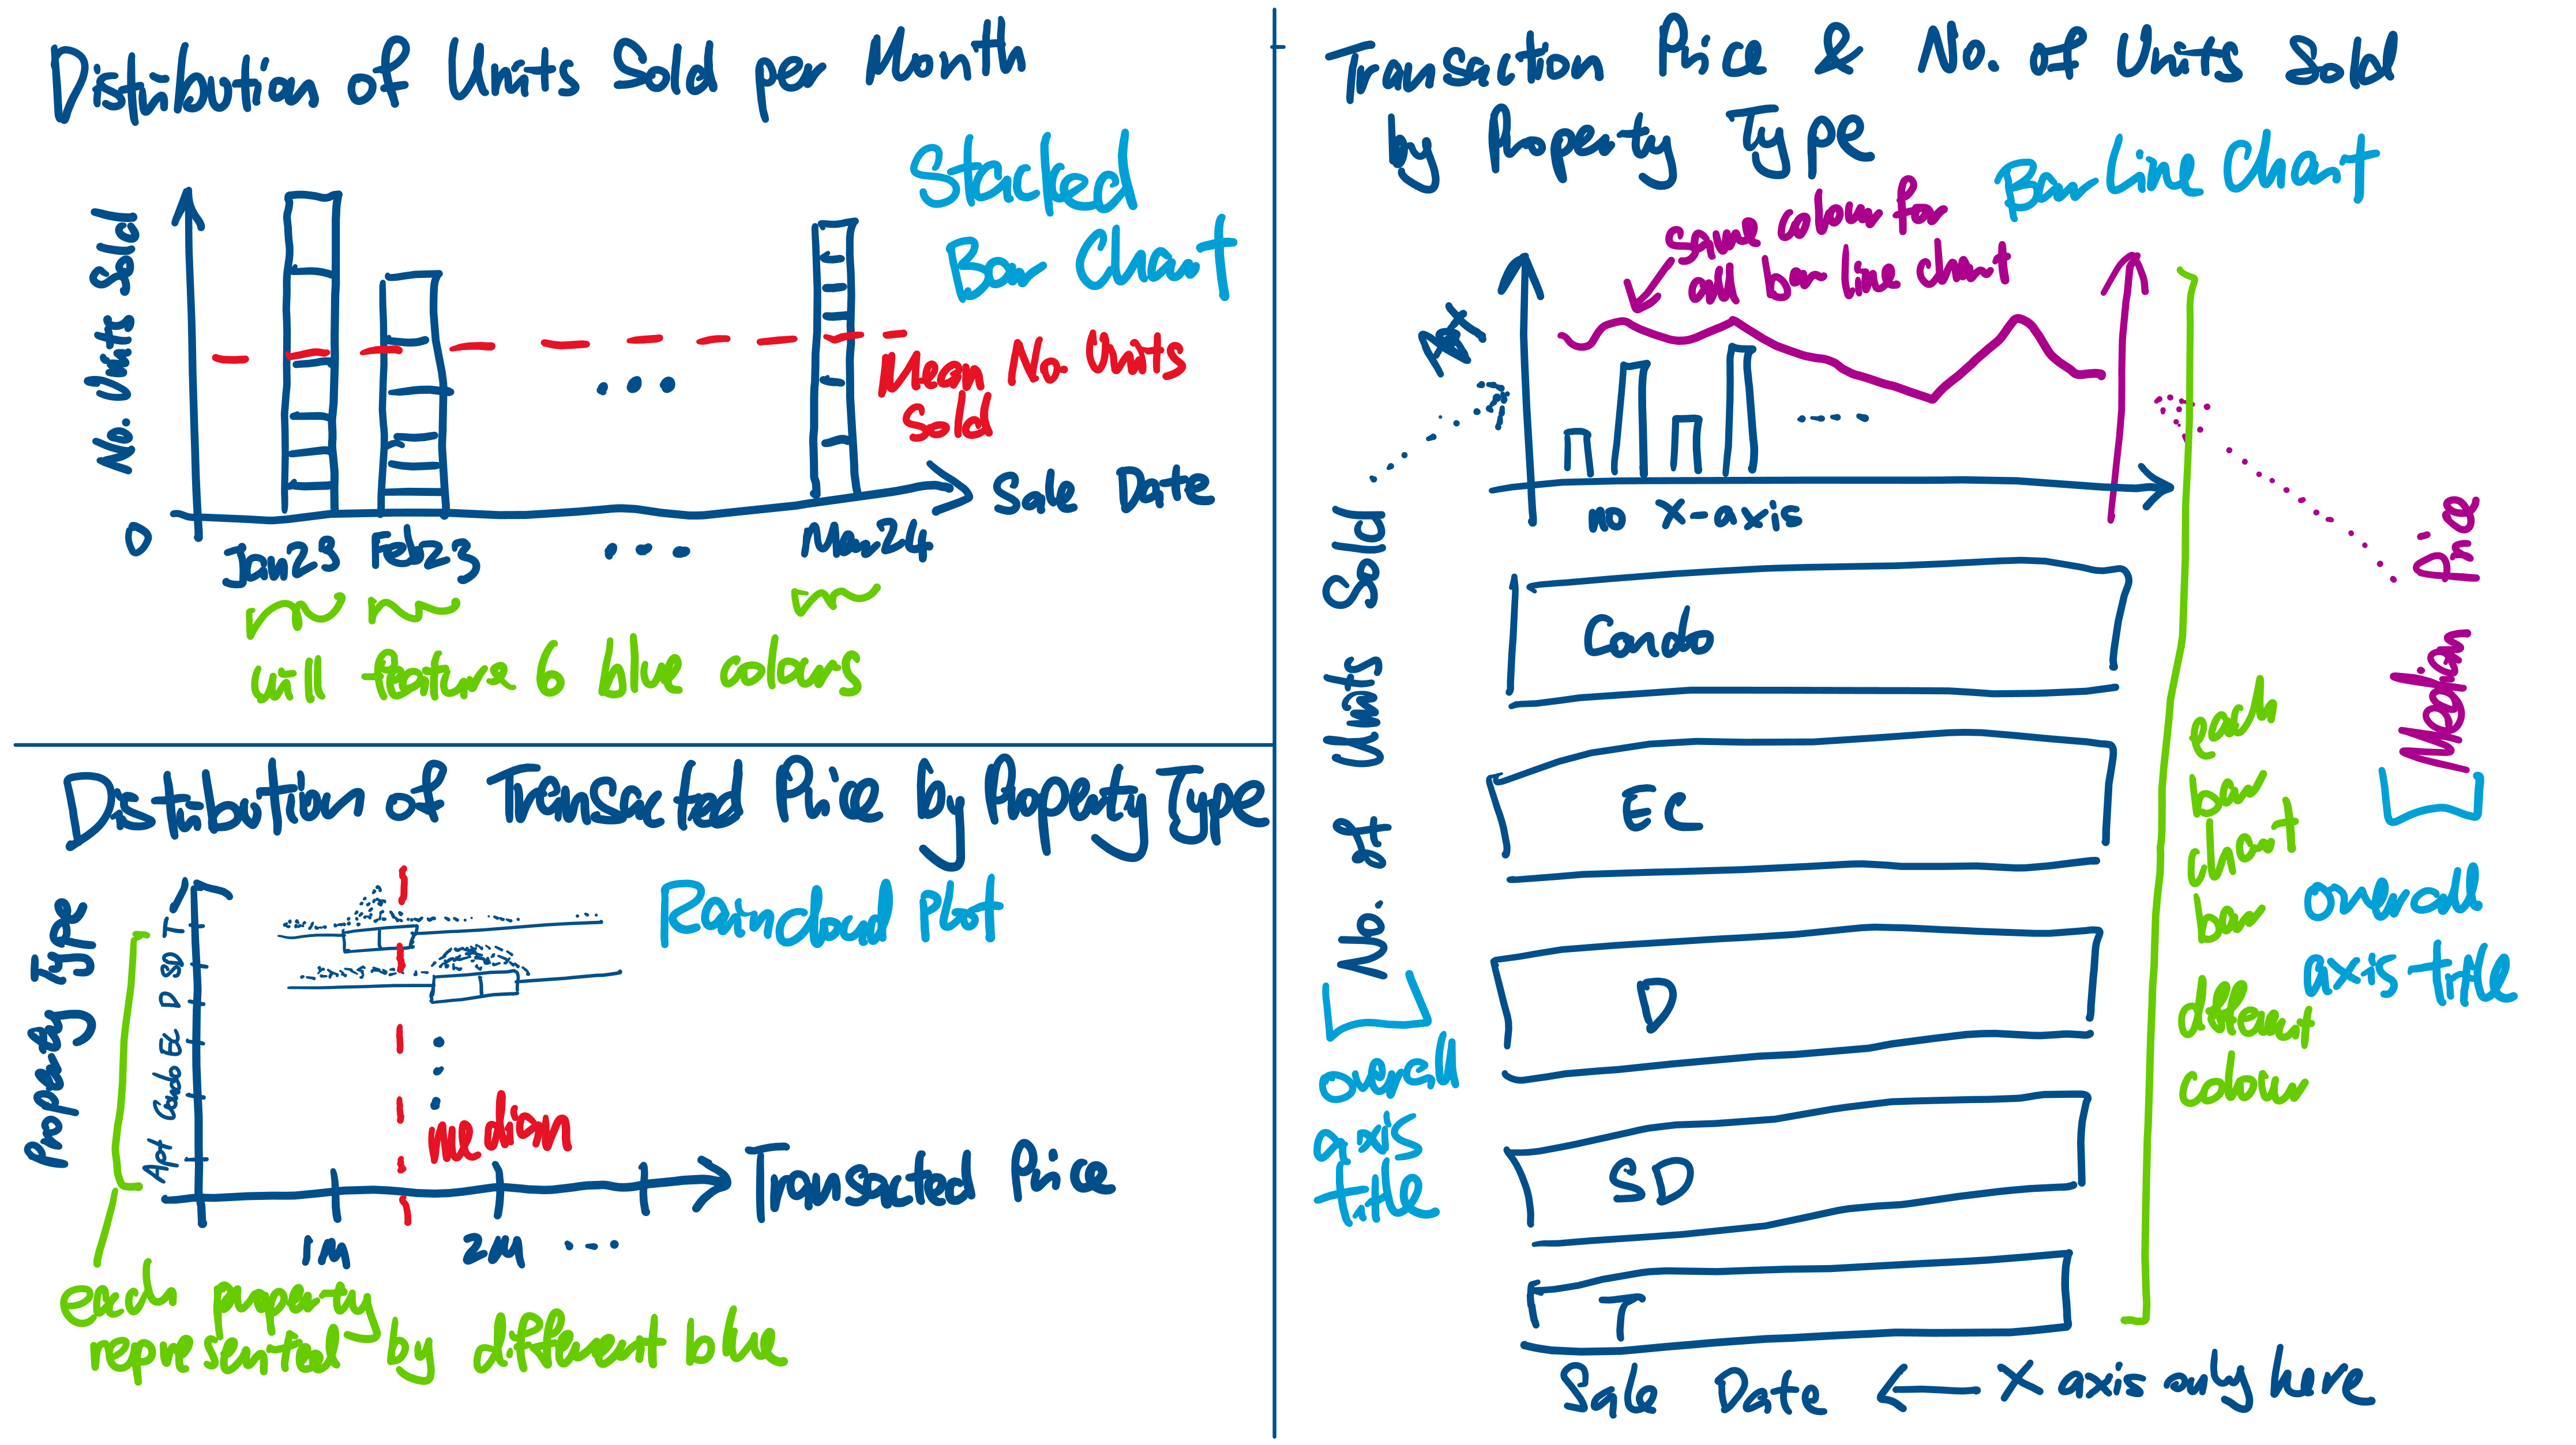 Distribution of Units Sold per Month
Stacked
Bar Chart
No. Units Sold
Mean No. Units
Sold
0
Jan23 Feb23 ... Mar24
Sale Date
will feature 6 blue colours
Distribution of Transacted Price by Property Type
Raincloud Plot
Property Type
T
SD
D
EC
Condo
Apt
median
1M 2M ...
Transacted Price
each property
represented by different blue
Transaction Price & No. of Units Sold
by Property Type
Bar Line Chart
same colour for
all bar line chart
Apt
no X-axis
Condo
EC
D
SD
T
No. of Units Sold
overall
axis
title
Median Price
overall
axis title
each
bar
chart
bar
different
colour
Sale Date ← X axis only here